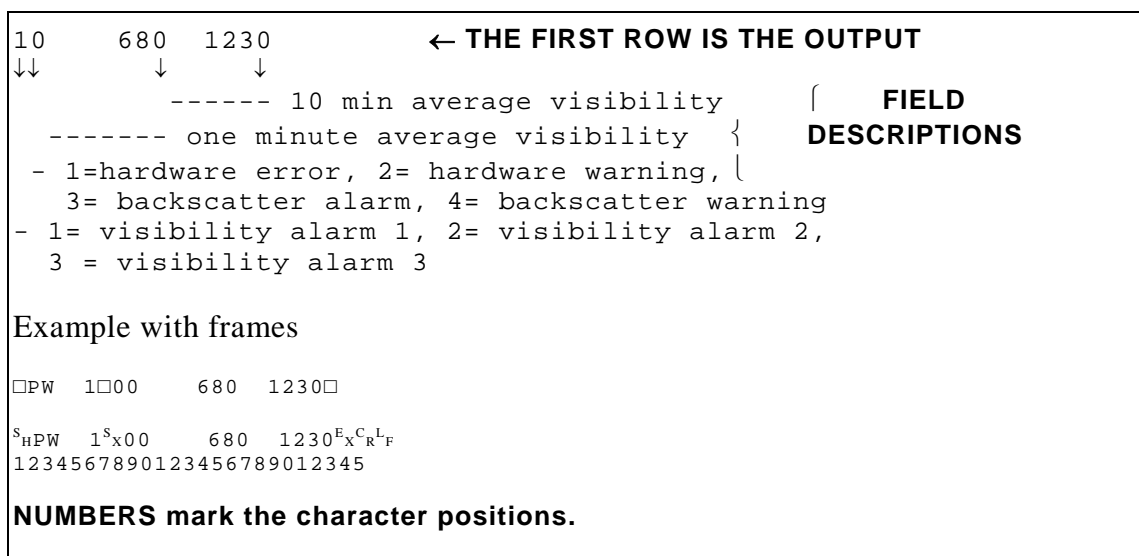 10     680  1230          ← THE FIRST ROW IS THE OUTPUT
↓↓       ↓     ↓
         ------ 10 min average visibility    ⎧ FIELD
  ------- one minute average visibility  ⎨ DESCRIPTIONS
 - 1=hardware error, 2= hardware warning, ⎩
   3= backscatter alarm, 4= backscatter warning
- 1= visibility alarm 1, 2= visibility alarm 2,
  3 = visibility alarm 3
Example with frames
□PW  1□00    680  1230□
SHPW  1SX00    680  1230EXCRLF
1234567890123456789012345
NUMBERS mark the character positions.